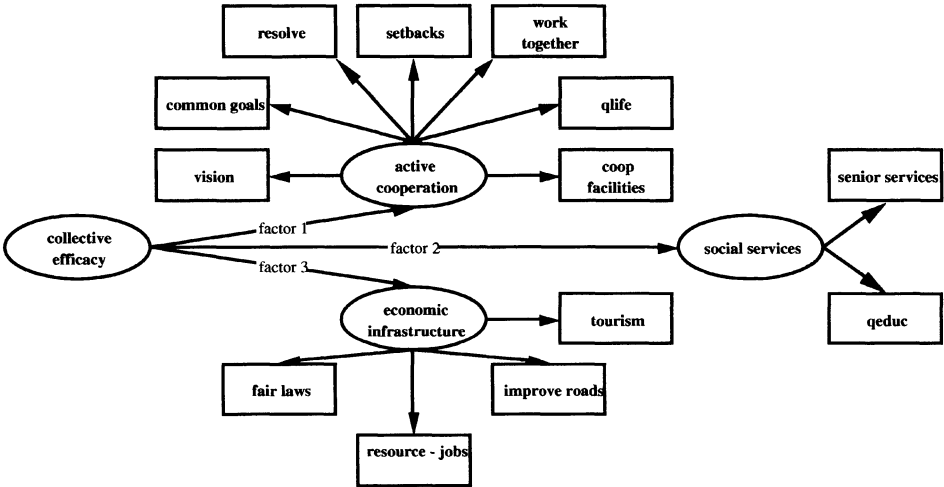 resolve
setbacks
work
together
common goals
qlife
vision
active
cooperation
coop
facilities
senior services
factor 1
collective
efficacy
factor 2
social services
factor 3
economic
infrastructure
tourism
qeduc
fair laws
improve roads
resource - jobs